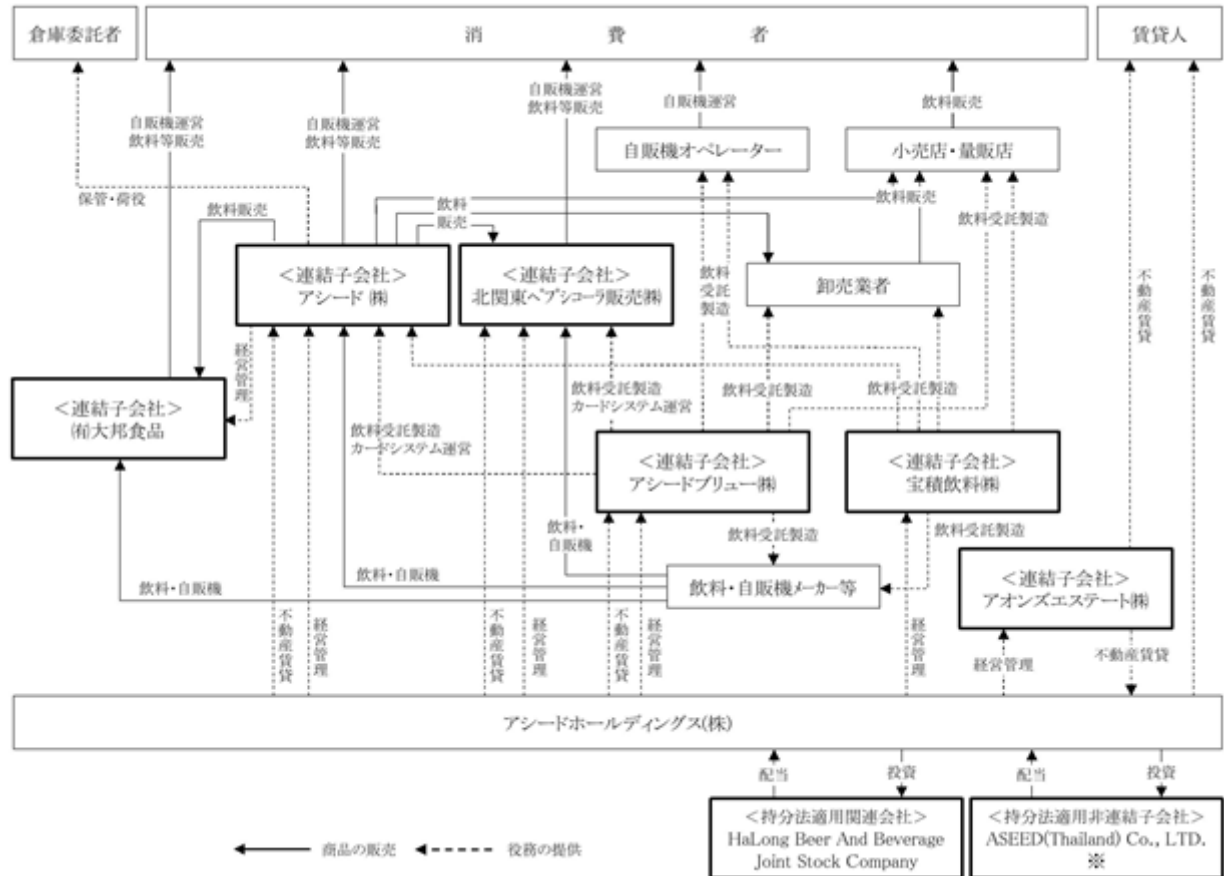 倉庫委託者
消費者
賃貸人
自販機運営
飲料等販売
自販機運営
飲料等販売
自販機運営
飲料等販売
自販機運営
飲料販売
自販機オペレーター
小売店・量販店
保管・荷役
飲料販売
飲料
販売
飲料販売
飲料受託製造
<連結子会社>
アシード ㈱
<連結子会社>
北関東ペプシコーラ販売㈱
飲料
受託
製造
卸売業者
不動産賃貸
不動産賃貸
経営管理
<連結子会社>
㈲大邦食品
飲料受託製造
カードシステム運営
飲料受託製造
カードシステム運営
飲料受託製造
飲料受託製造
<連結子会社>
アシードブリュー㈱
<連結子会社>
宝積飲料㈱
飲料・
自販機
飲料受託製造
飲料受託製造
飲料・自販機
飲料・自販機
飲料・自販機メーカー等
<連結子会社>
アオンズエステート㈱
不動産賃貸
経営管理
不動産賃貸
経営管理
不動産賃貸
経営管理
経営管理
経営管理
不動産賃貸
アシードホールディングス(株)
配当
投資
配当
投資
<持分法適用関連会社>
HaLong Beer And Beverage
Joint Stock Company
<持分法適用非連結子会社>
ASEED(Thailand) Co., LTD.
※
商品の販売
役務の提供